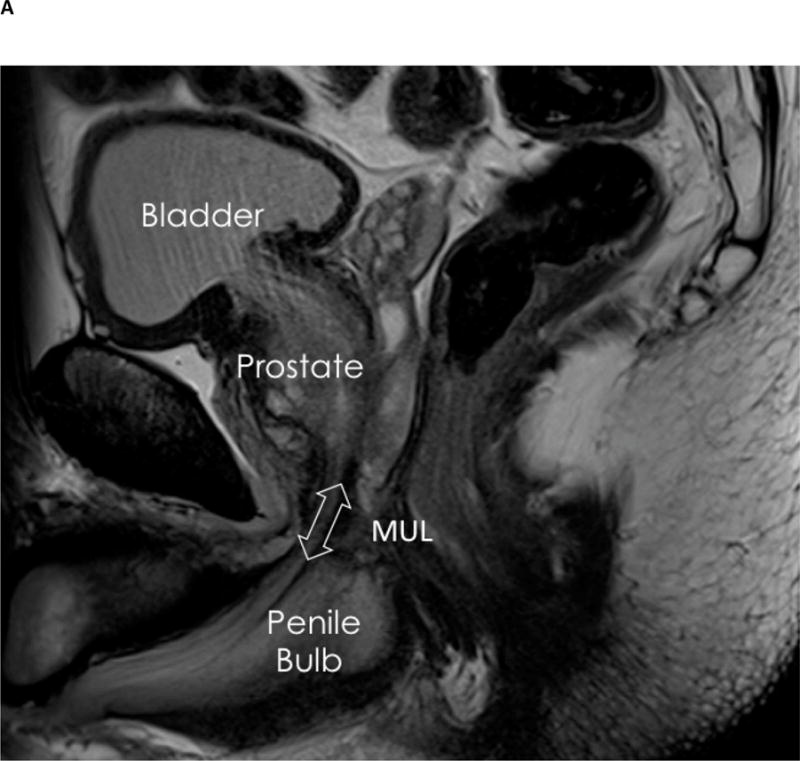 A
Bladder
Prostate
MUL
Penile
Bulb